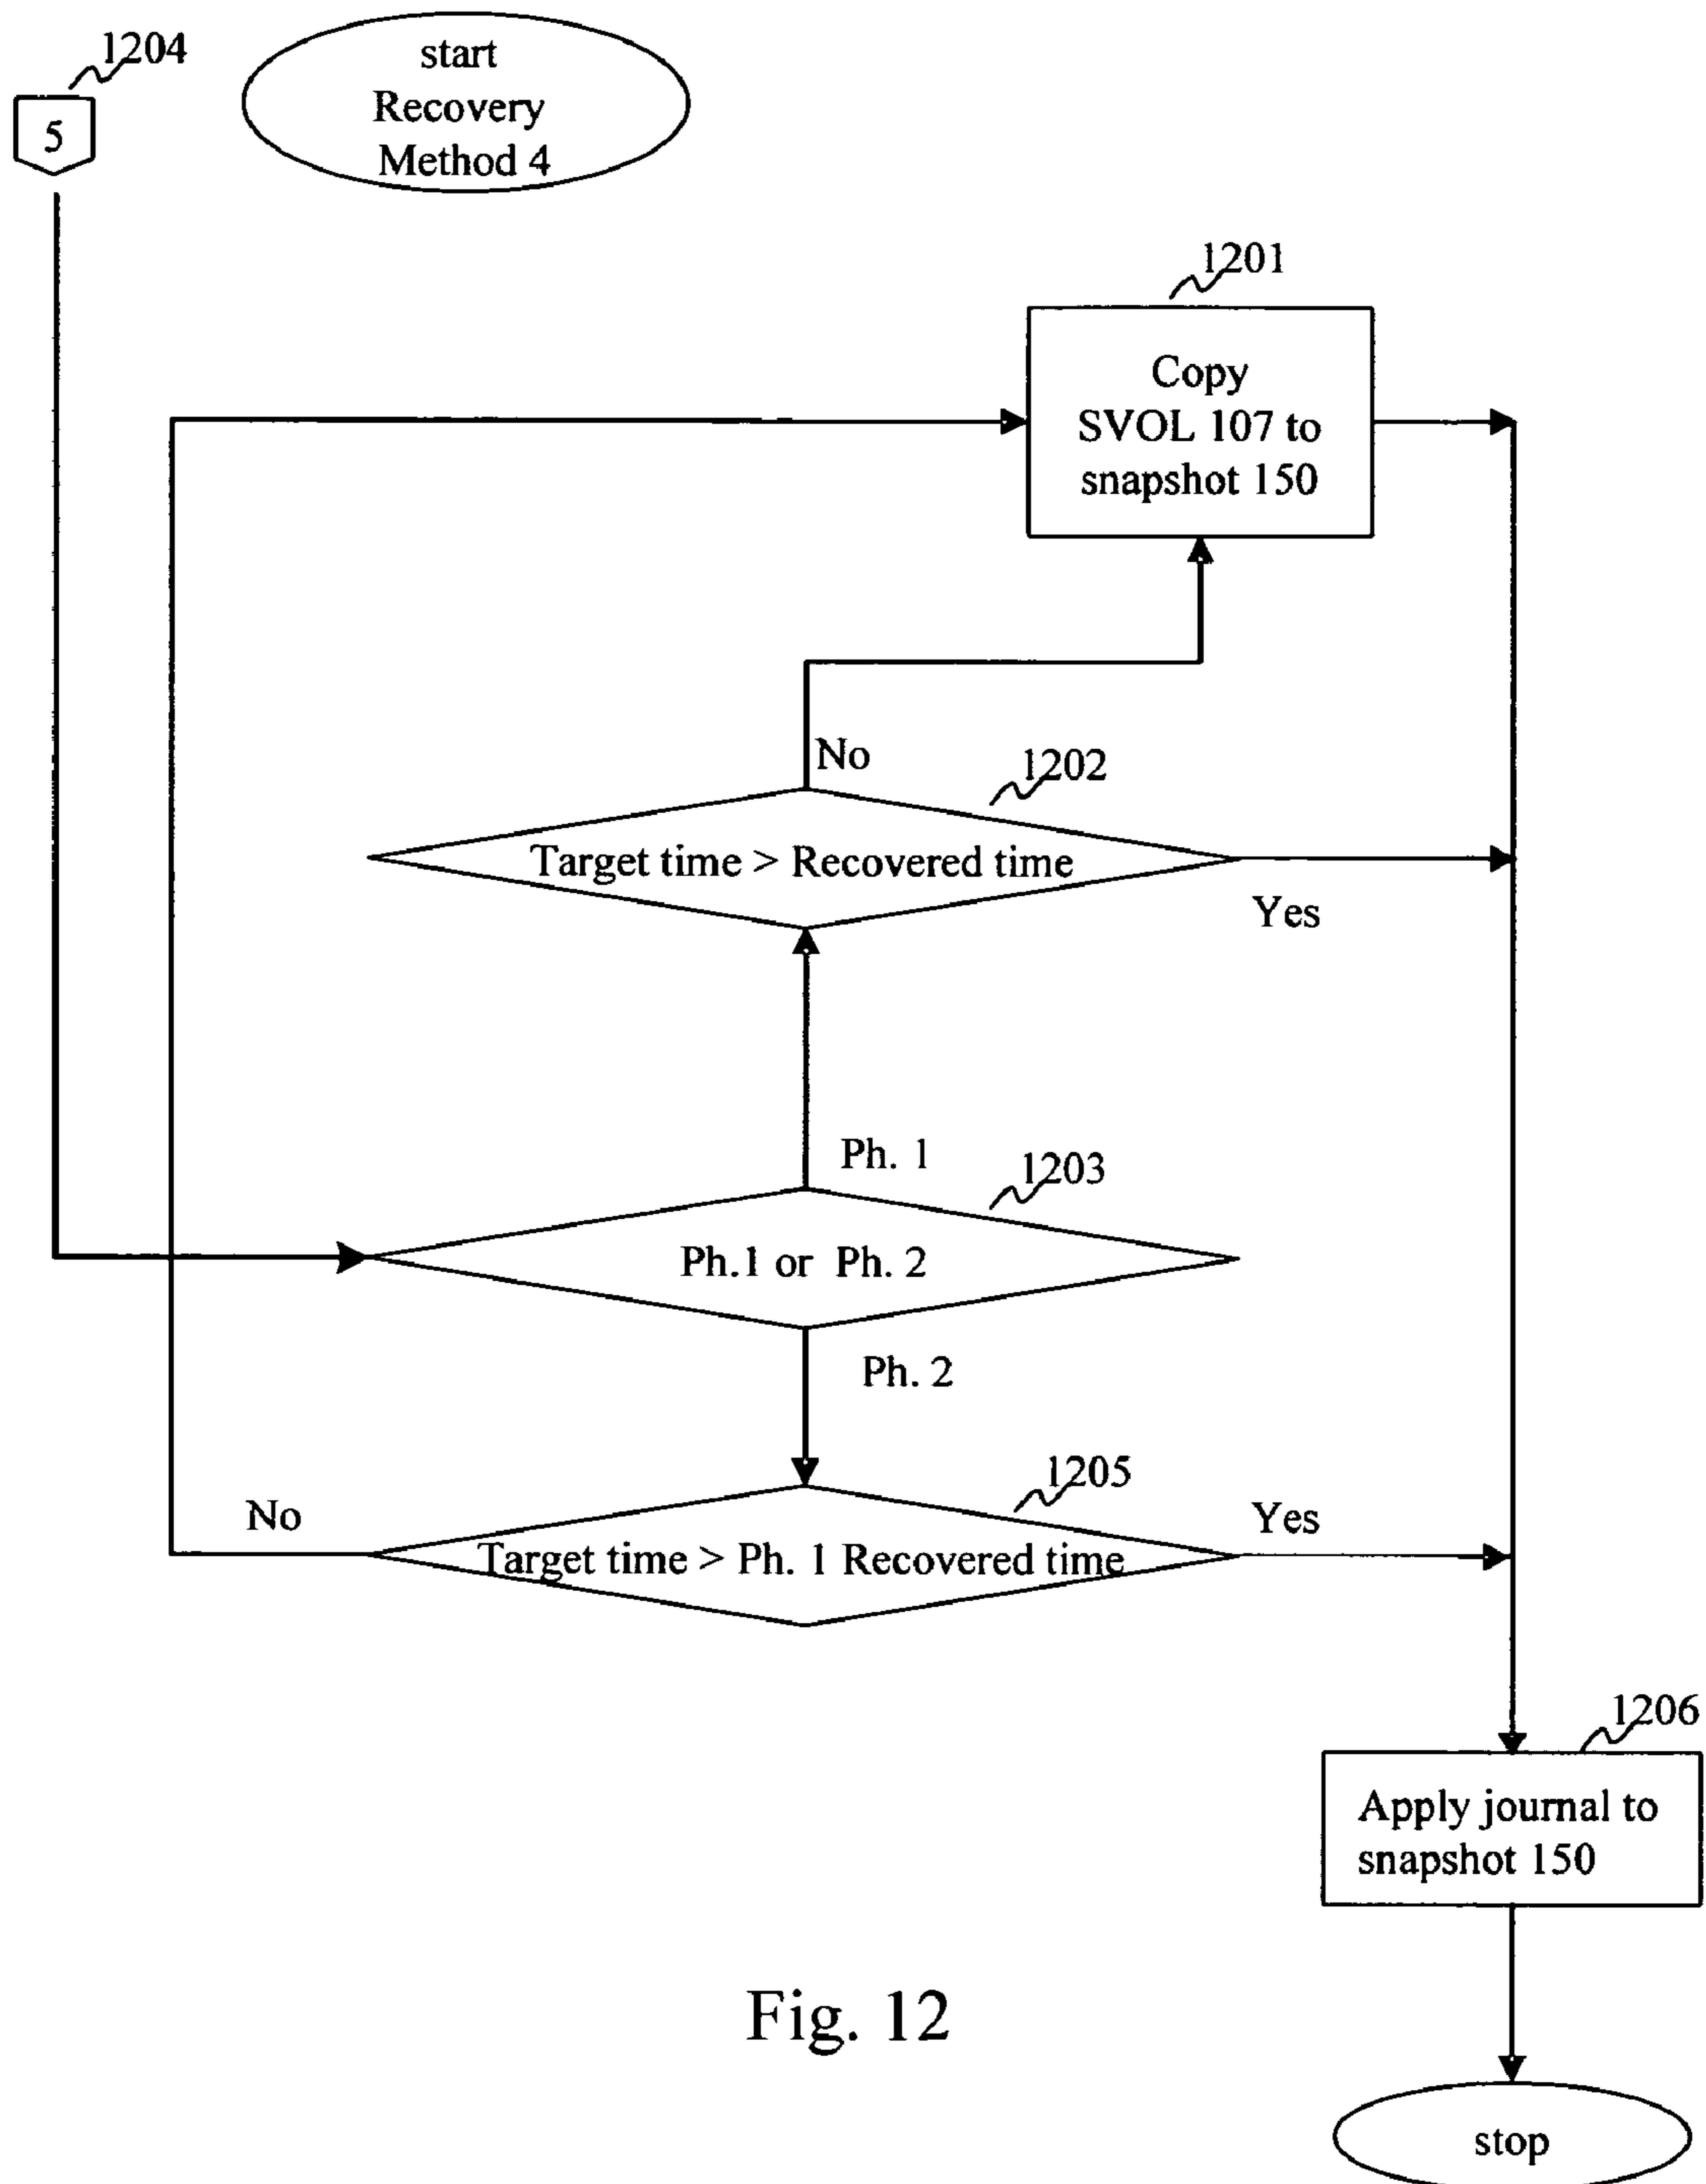 1204
5
start
Recovery
Method 4
1201
Copy
SVOL 107 to
snapshot 150
No
1202
Target time > Recovered time
Yes
Ph. 1
1203
Ph.1 or Ph. 2
Ph. 2
1205
No
Yes
Target time > Ph. 1 Recovered time
1206
Apply journal to
snapshot 150
Fig. 12
stop